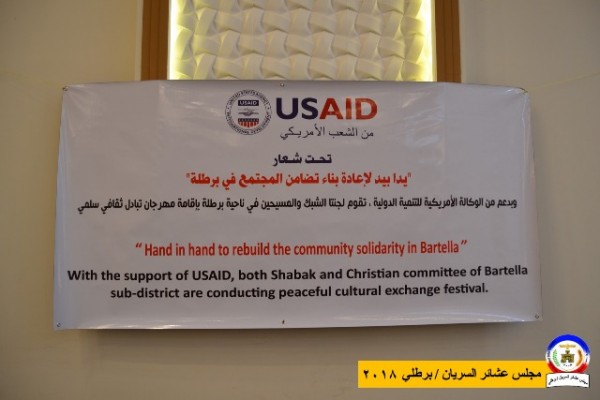 USAID
USAID
من الشعب الأمريكي
تحت شعار
"يدا بيد لإعادة بناء تضامن المجتمع في برطلة"
وبدعم من الوكالة الأمريكية للتنمية الدولية ، تقوم لجنتا الشبك والمسيحين في ناحية برطلة بإقامة مهرجان تبادل ثقافي سلمي
“ Hand in hand to rebuild the community solidarity in Bartella”
With the support of USAID, both Shabak and Christian committee of Bartella
sub-district are conducting peaceful cultural exchange festival.
مجلس عشائر السريان / برطلي ٢٠١٨